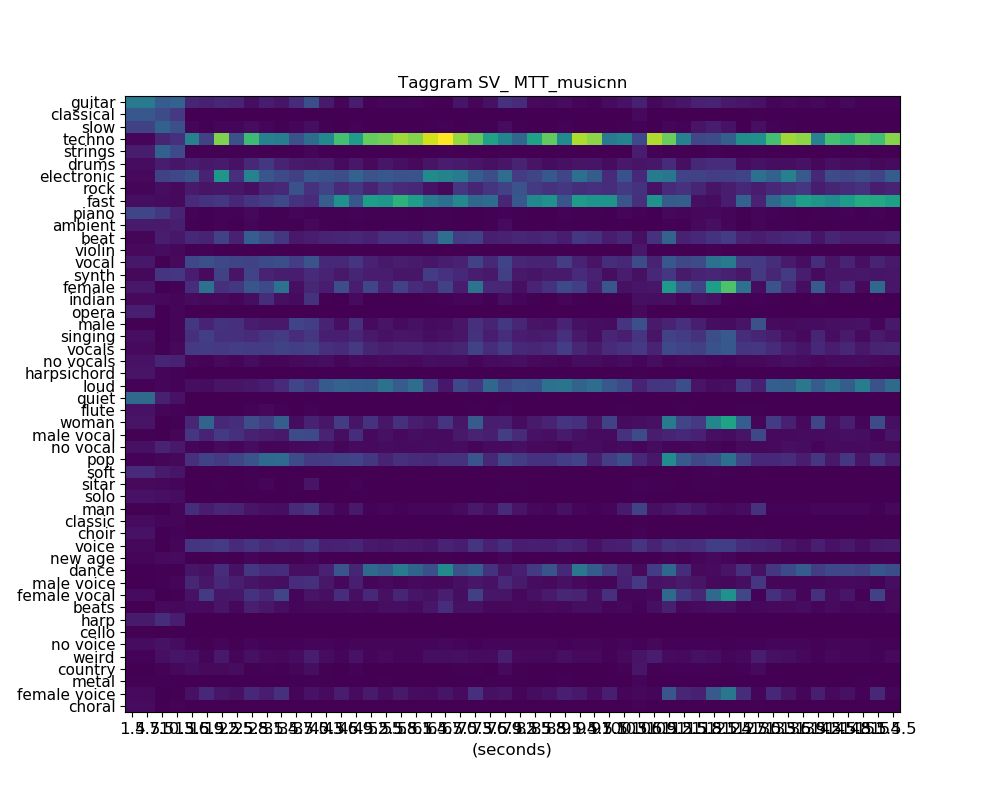 Taggram SV_ MTT_musicnn
guitar
classical
slow
techno
strings
drums
electronic
rock
fast
piano
ambient
beat
violin
vocal
synth
female
indian
opera
male
singing
vocals
no vocals
harpsichord
loud
quiet
flute
woman
male vocal
no vocal
pop
soft
sitar
solo
man
classic
choir
voice
new age
dance
male voice
female vocal
beats
harp
cello
no voice
weird
country
metal
female voice
choral
(seconds)